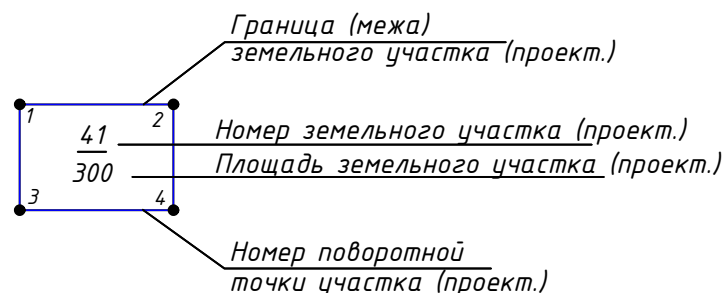 Граница (межа)
земельного участка (проект.)
1
2
41
Номер земельного участка (проект.)
300
Площадь земельного участка (проект.)
3
4
Номер поворотной
точки участка (проект.)